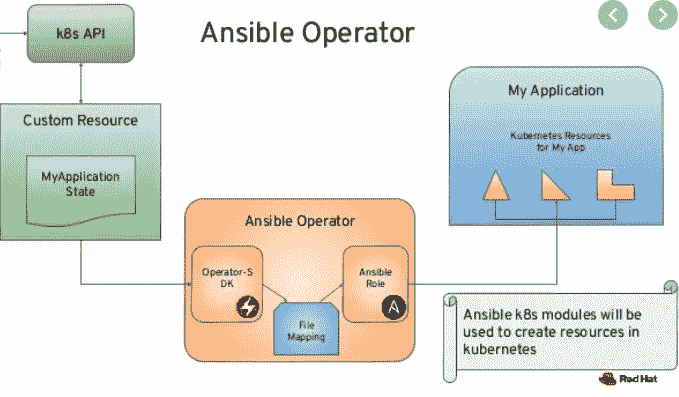 Ansible Operator
k8s API
Custom Resource
MyApplication
State
Ansible Operator
Operator-S
DK
File
Mapping
Ansible
Role
My Application
Kubernetes Resources
for My App
Ansible k8s modules will be
used to create resources in
kubernetes
Red Hat